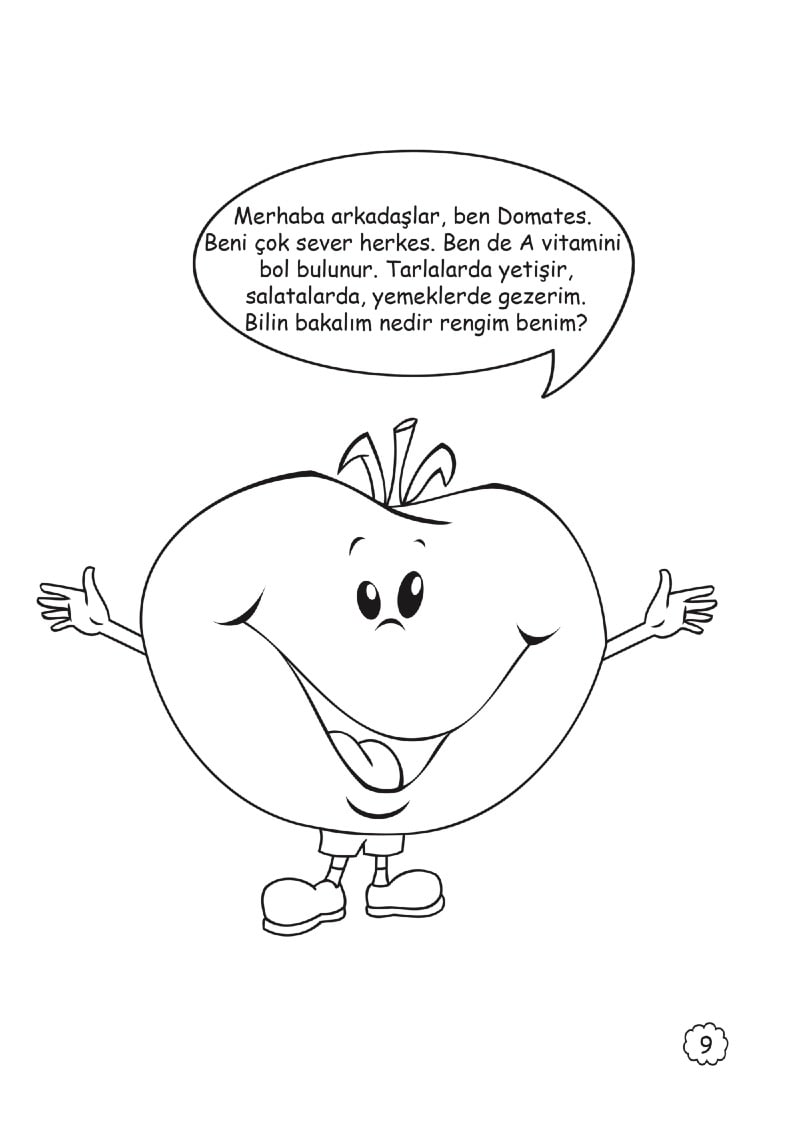 Merhaba arkadaşlar, ben Domates.
Beni çok sever herkes. Ben de A vitamini
bol bulunur. Tarlalarda yetişir,
salatalarda, yemeklerde gezerim.
Bilin bakalım nedir rengim benim?
9